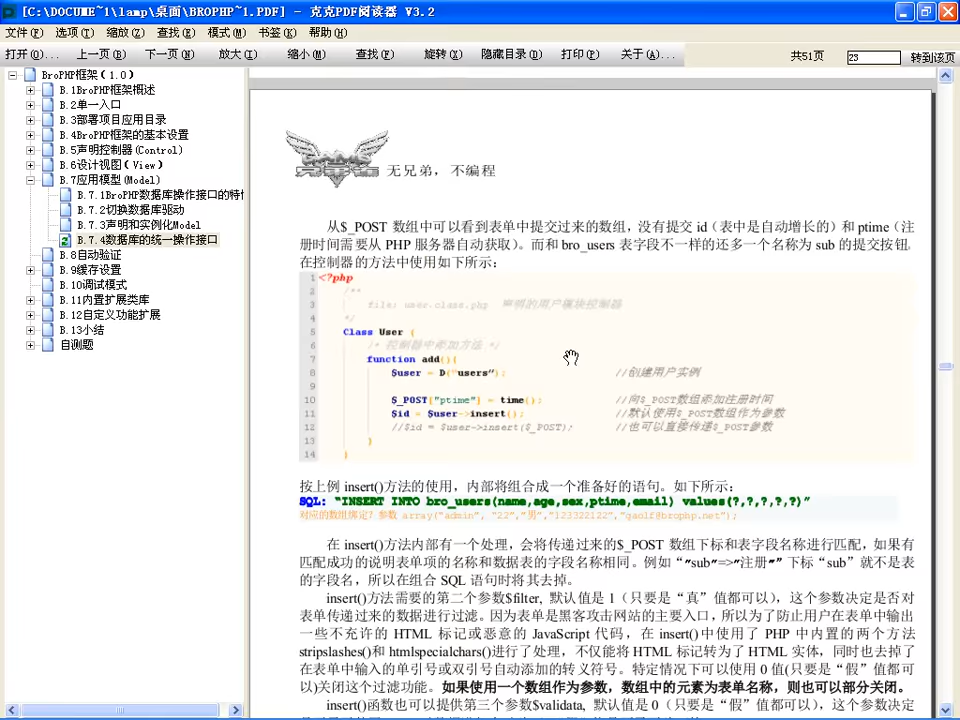 [C:\DOCUME~1\lamp\桌面\BROPHP~1.PDF] - 克克PDF阅读器 V3.2
文件(F) 选项(T) 缩放(Z) 查找(E) 模式(M) 书签(K) 帮助(H)
打开(O)... 上一页(B) 下一页(N) 放大(I) 缩小(M) 查找(F) 旋转(C) 隐藏目录(D) 打印(P) 关于(A)... 共51页 23 转到该页
BroPHP框架(1.0)
B.1BroPHP框架概述
B.2单一入口
B.3部署项目应用目录
B.4BroPHP框架的基本设置
B.5声明控制器(Control)
B.6设计视图(View)
B.7应用模型(Model)
B.7.1BroPHP数据库操作接口的特
B.7.2切换数据库驱动
B.7.3声明和实例化Model
B.7.4数据库的统一操作接口
B.8自动验证
B.9缓存设置
B.10调试模式
B.11内置扩展类库
B.12自定义功能扩展
B.13小结
自测题
无兄弟，不编程
从$_POST 数组中可以看到表单中提交过来的数组，没有提交 id（表中是自动增长的）和 ptime（注
册时间需要从 PHP 服务器自动获取）。而和 bro_users 表字段不一样的还多一个名称为 sub 的提交按钮。
在控制器的方法中使用如下所示：
1 <?php
2 /**
3 file: user.class.php 声明的用户模块控制器
4 */
5 Class User {
6 /* 控制器中添加方法 */
7 function add(){
8 $user = D("users"); //创建用户实例
9
10 $_POST["ptime"] = time(); //向$_POST数组添加注册时间
11 $id = $user->insert(); //默认使用$_POST数组作为参数
12 //$id = $user->insert($_POST); //也可以直接传递$_POST参数
13 }
14 }
按上例 insert()方法的使用，内部将组合成一个准备好的语句。如下所示：
SQL: “INSERT INTO bro_users(name,age,sex,ptime,email) values(?,?,?,?,?)”
对应的数组绑定? 参数 array("admin", "22","男","123322122","gaolf@brophp.net");
在 insert()方法内部有一个处理，会将传递过来的$_POST 数组下标和表字段名称进行匹配，如果有
匹配成功的说明表单项的名称和数据表的字段名称相同。例如“"sub"=>"注册"” 下标“sub”就不是表
的字段名，所以在组合 SQL 语句时将其去掉。
insert()方法需要的第二个参数$filter, 默认值是 1（只要是“真”值都可以），这个参数决定是否对
表单传递过来的数据进行过滤。因为表单是黑客攻击网站的主要入口，所以为了防止用户在表单中输出
一些不充许的 HTML 标记或恶意的 JavaScript 代码，在 insert()中使用了 PHP 中内置的两个方法
stripslashes()和 htmlspecialchars()进行了处理，不仅能将 HTML 标记转为了 HTML 实体，同时也去掉了
在表单中输入的单引号或双引号自动添加的转义符号。特定情况下可以使用 0 值(只要是“假”值都可
以)关闭这个过滤功能。如果使用一个数组作为参数，数组中的元素为表单名称，则也可以部分关闭。
insert()函数也可以提供第三个参数$validata, 默认值是 0（只要是“假”值都可以），这个参数决定